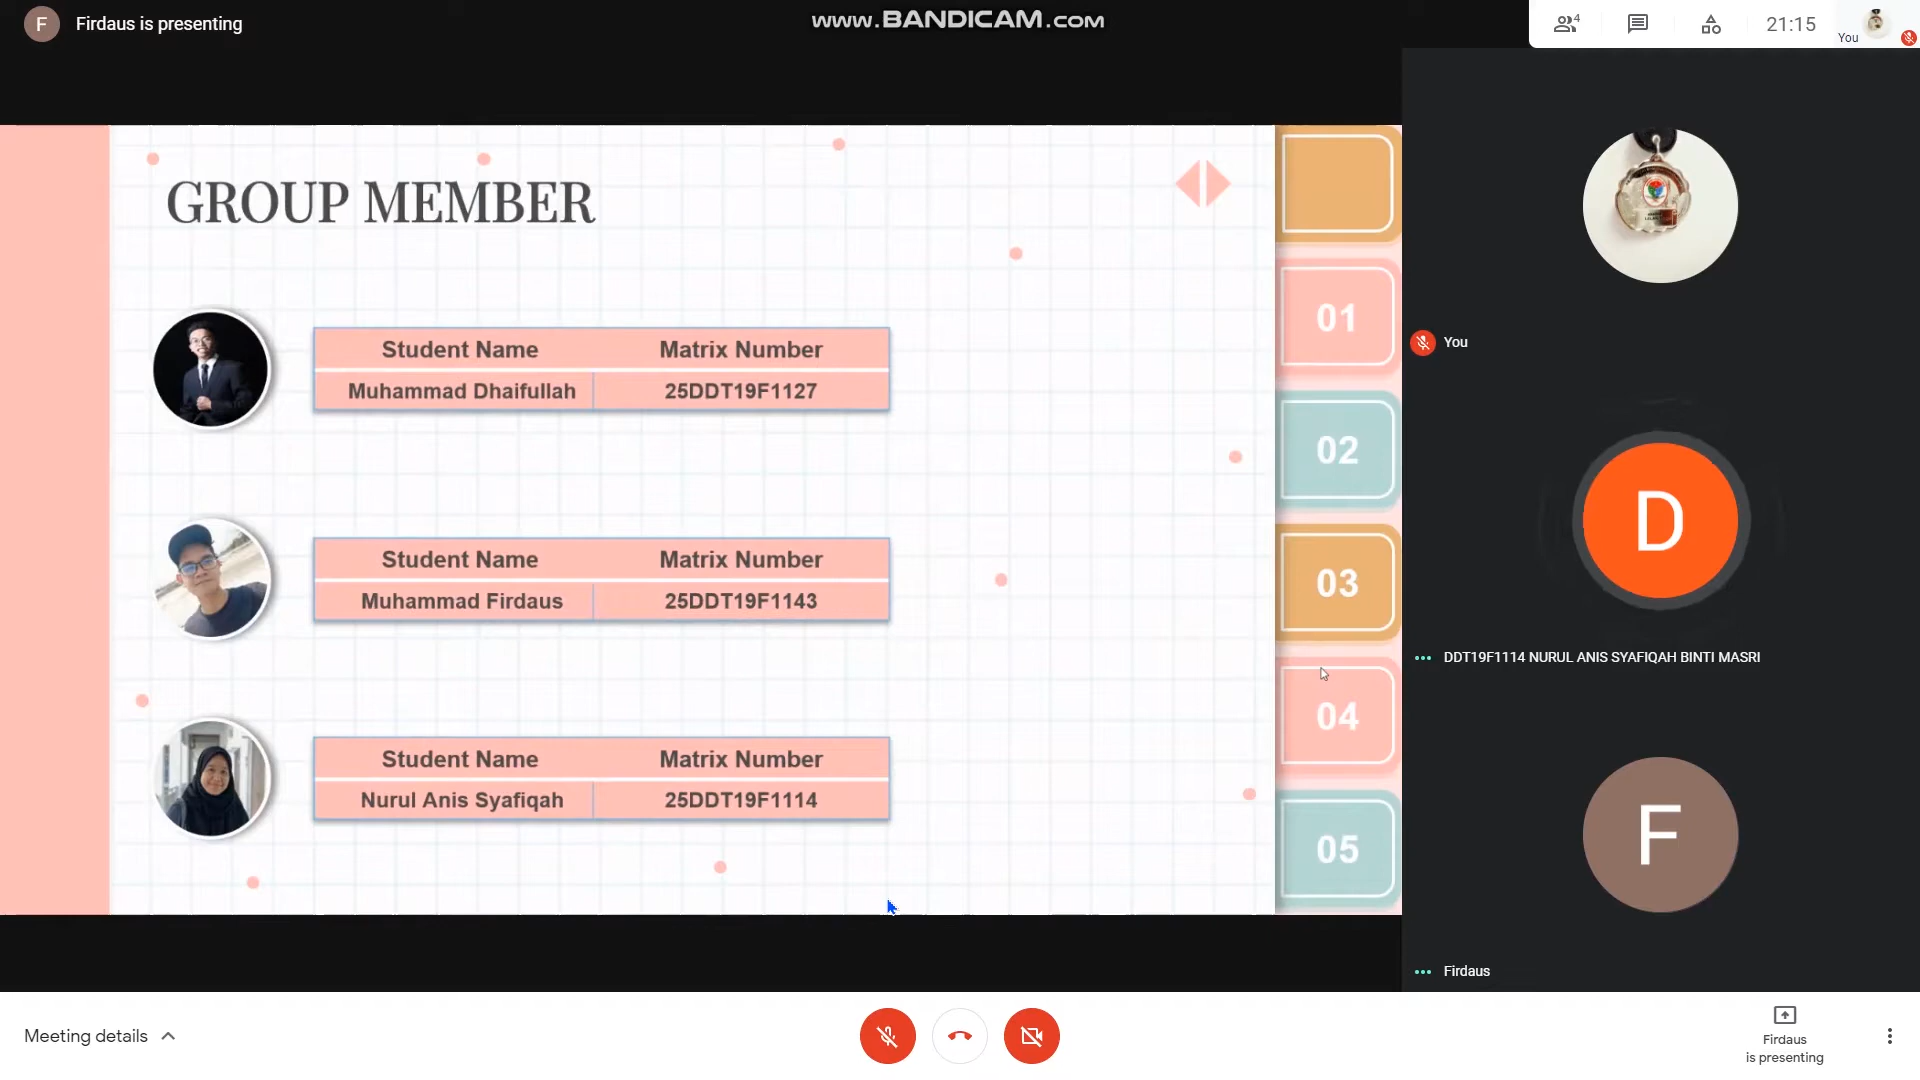 F Firdaus is presenting
www.BANDICAM.com
4
21:15
You
GROUP MEMBER
Student Name Matrix Number
Muhammad Dhaifullah 25DDT19F1127
Student Name Matrix Number
Muhammad Firdaus 25DDT19F1143
Student Name Matrix Number
Nurul Anis Syafiqah 25DDT19F1114
01
02
03
04
05
You
D
DDT19F1114 NURUL ANIS SYAFIQAH BINTI MASRI
F
Firdaus
Meeting details
Firdaus
is presenting